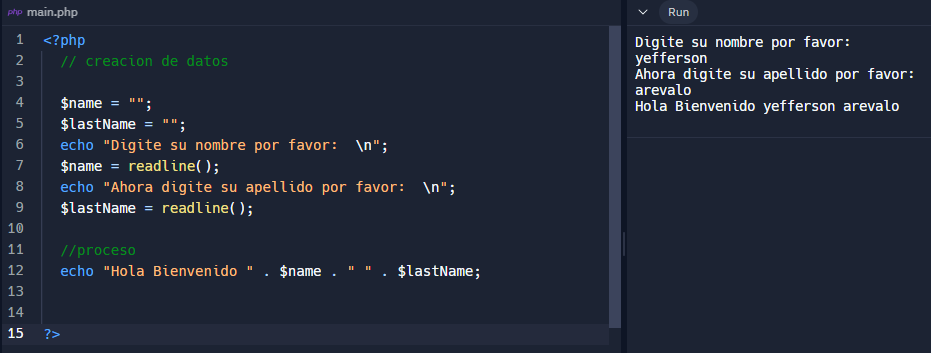 php main.php
1 <?php
2 // creacion de datos
3
4 $name = "";
5 $lastName = "";
6 echo "Digite su nombre por favor:  \n";
7 $name = readline();
8 echo "Ahora digite su apellido por favor:  \n";
9 $lastName = readline();
10
11 //proceso
12 echo "Hola Bienvenido " . $name . " " . $lastName;
13
14
15 ?>
Run
Digite su nombre por favor:
yefferson
Ahora digite su apellido por favor:
arevalo
Hola Bienvenido yefferson arevalo